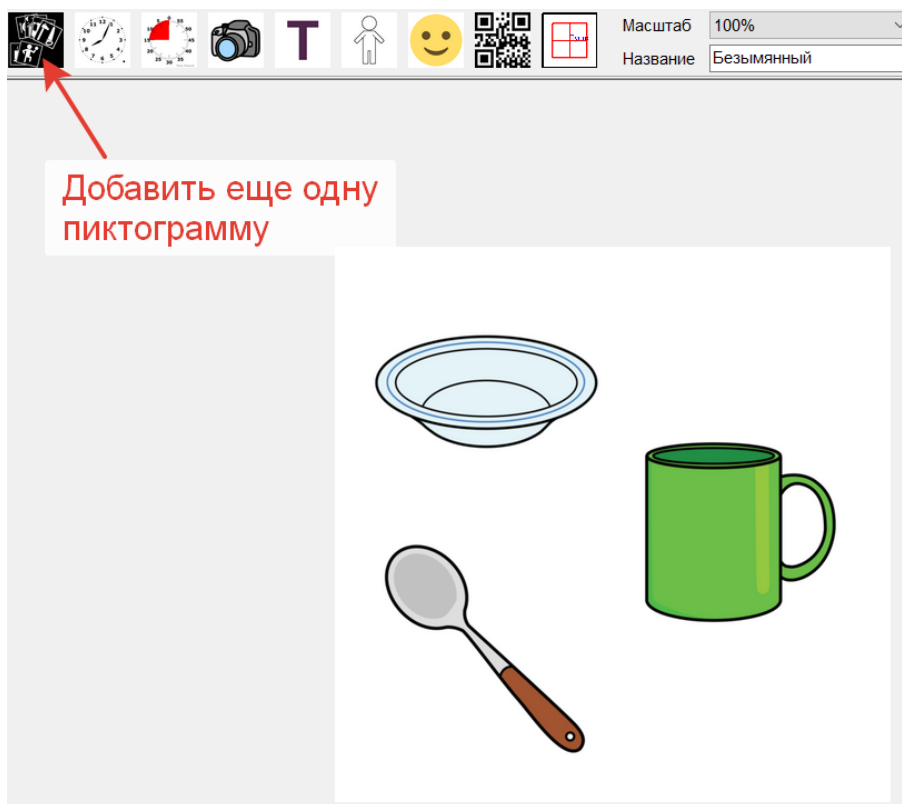 Масштаб 100%
Название Безымянный
T
Добавить еще одну
пиктограмму